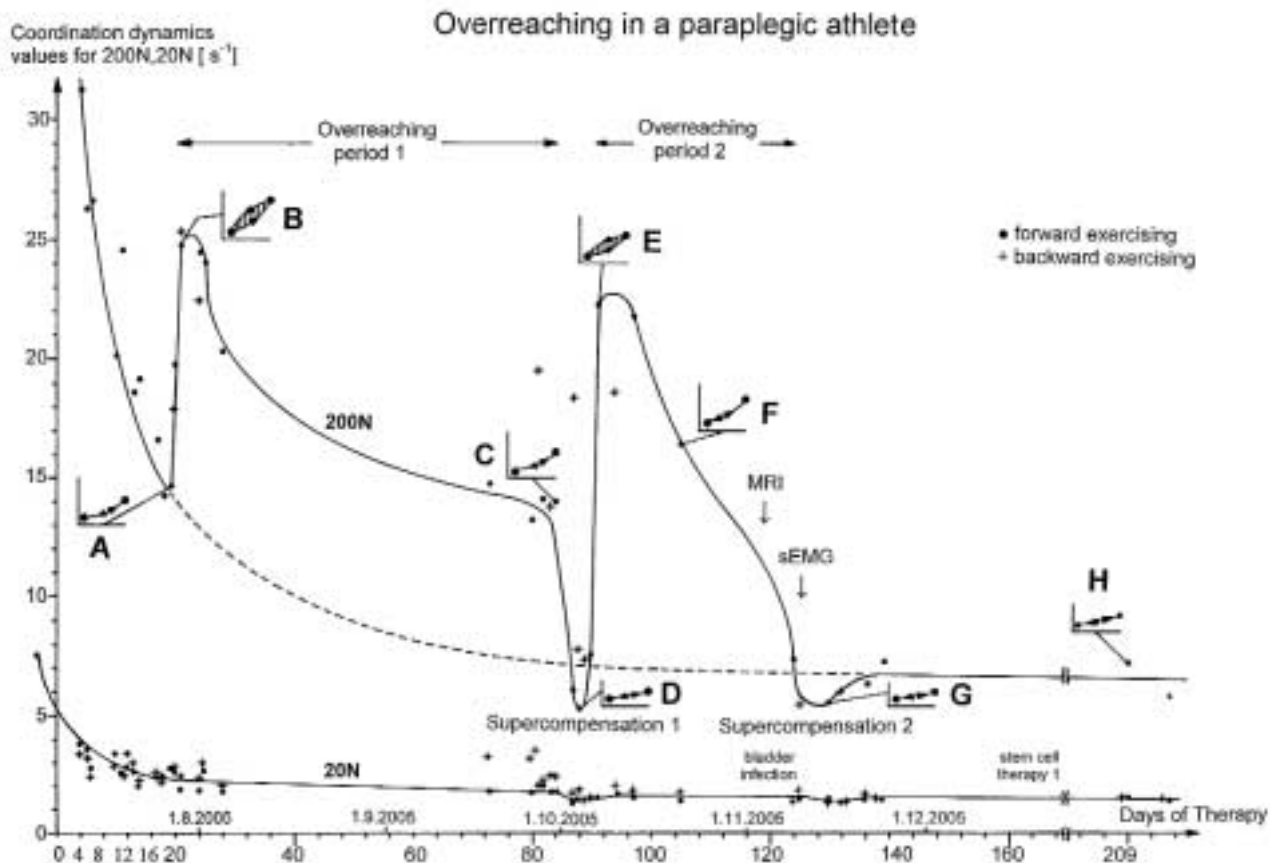 Overreaching in a paraplegic athlete
Coordination dynamics
values for 200N,20N [ s⁻¹]
30
25
20
15
10
5
0
Overreaching
period 1
Overreaching
period 2
B
E
• forward exercising
+ backward exercising
200N
C
F
A
MRI
sEMG
H
D
G
Supercompensation 1
Supercompensation 2
20N
bladder
infection
stem cell
therapy 1
1.8.2005
1.9.2005
1.10.2005
1.11.2005
1.12.2005
Days of Therapy
0 4 8 12 16 20 40 60 80 100 120 140 160 209